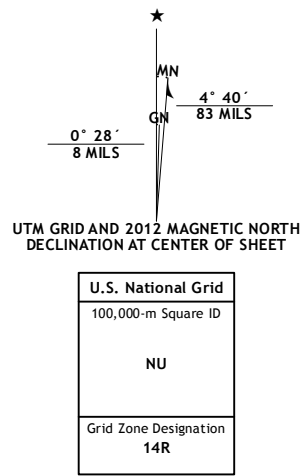 ★
MN
4° 40´
83 MILS
GN
0° 28´
8 MILS
UTM GRID AND 2012 MAGNETIC NORTH
DECLINATION AT CENTER OF SHEET
U.S. National Grid
100,000-m Square ID
NU
Grid Zone Designation
14R